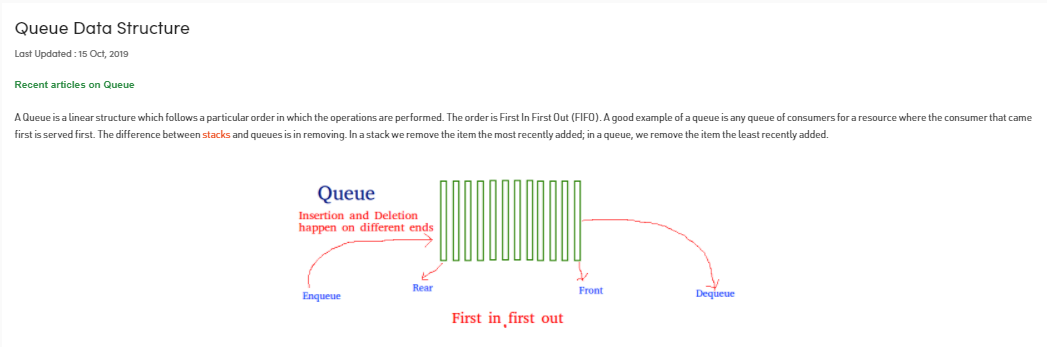 Queue Data Structure
Last Updated : 15 Oct, 2019
Recent articles on Queue
A Queue is a linear structure which follows a particular order in which the operations are performed. The order is First In First Out (FIFO). A good example of a queue is any queue of consumers for a resource where the consumer that came
first is served first. The difference between stacks and queues is in removing. In a stack we remove the item the most recently added; in a queue, we remove the item the least recently added.
Queue
Insertion and Deletion
happen on different ends
Enqueue
Rear
Front
Dequeue
First in first out